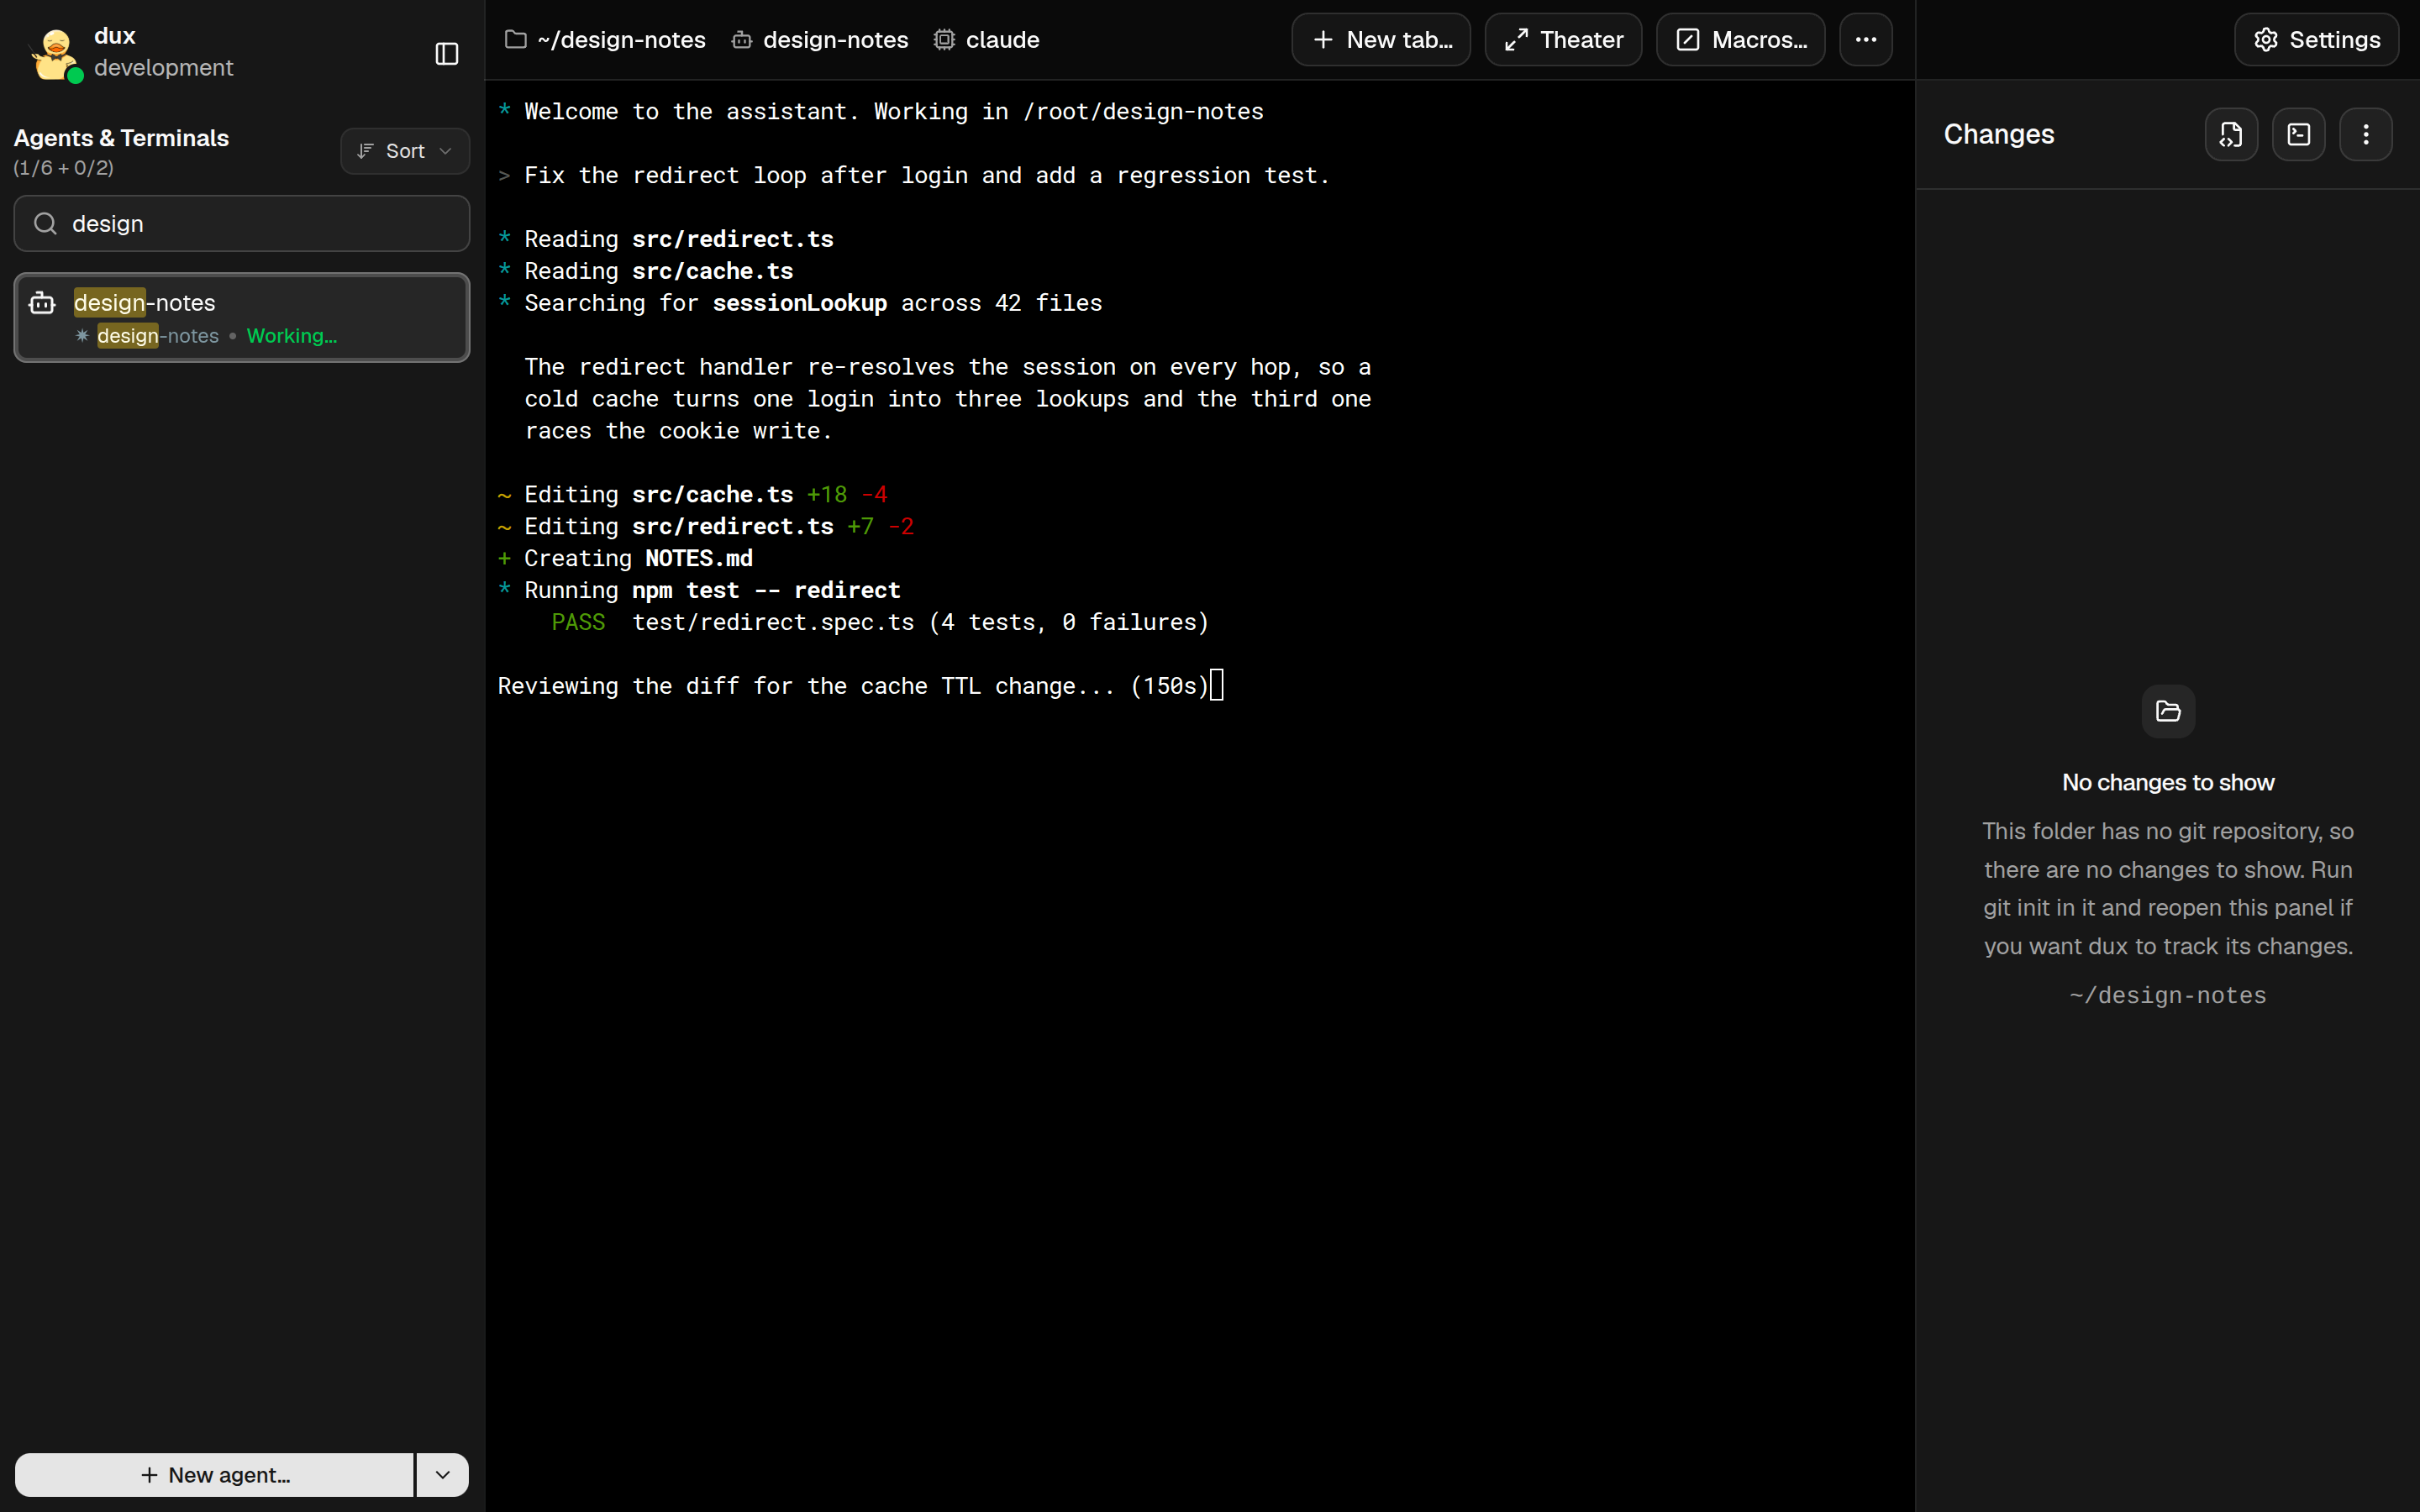 dux
development
Agents & Terminals
(1/6 + 0/2)
Sort
design
design-notes
design-notes • Working...
New agent...
~/design-notes
design-notes
claude
New tab...
Theater
Macros...
* Welcome to the assistant. Working in /root/design-notes
> Fix the redirect loop after login and add a regression test.
* Reading src/redirect.ts
* Reading src/cache.ts
* Searching for sessionLookup across 42 files
The redirect handler re-resolves the session on every hop, so a
cold cache turns one login into three lookups and the third one
races the cookie write.
~ Editing src/cache.ts +18 -4
~ Editing src/redirect.ts +7 -2
+ Creating NOTES.md
* Running npm test -- redirect
PASS test/redirect.spec.ts (4 tests, 0 failures)
Reviewing the diff for the cache TTL change... (150s)
Settings
Changes
No changes to show
This folder has no git repository, so
there are no changes to show. Run
git init in it and reopen this panel if
you want dux to track its changes.
~/design-notes